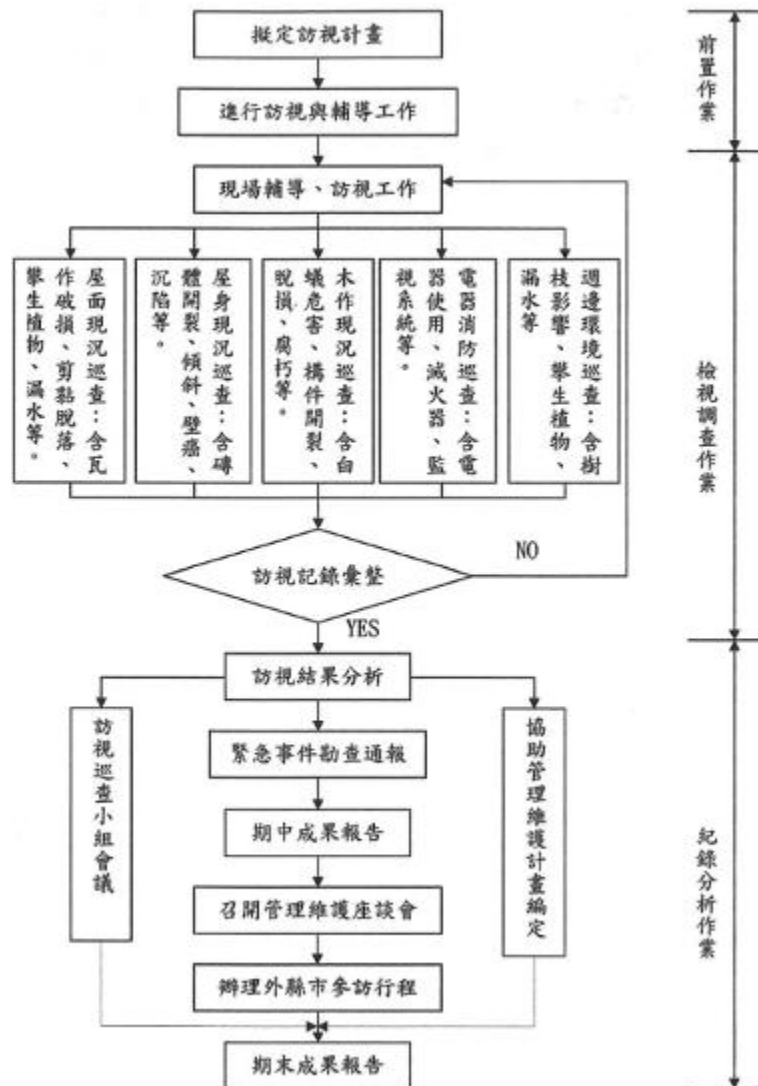 擬定訪視計畫
前置作業
進行訪視與輔導工作
現場輔導、訪視工作
屋面現況巡查：含瓦
作破損、剪黏脫落、
攀生植物、漏水等。
屋身現況巡查：含磚
體開裂、傾斜、壁癌、
沉陷等。
木作現況巡查：含白
蟻危害、構件開裂、
脫損、腐朽等。
電器消防巡查：含電
器使用、滅火器、監
視系統等。
週邊環境巡查：含樹
枝影響、攀生植物、
漏水等
檢視調查作業
訪視記錄彙整
NO
YES
訪視結果分析
訪視巡查小組會議
緊急事件勘查通報
期中成果報告
召開管理維護座談會
辦理外縣市參訪行程
協助管理維護計畫編定
紀錄分析作業
期末成果報告